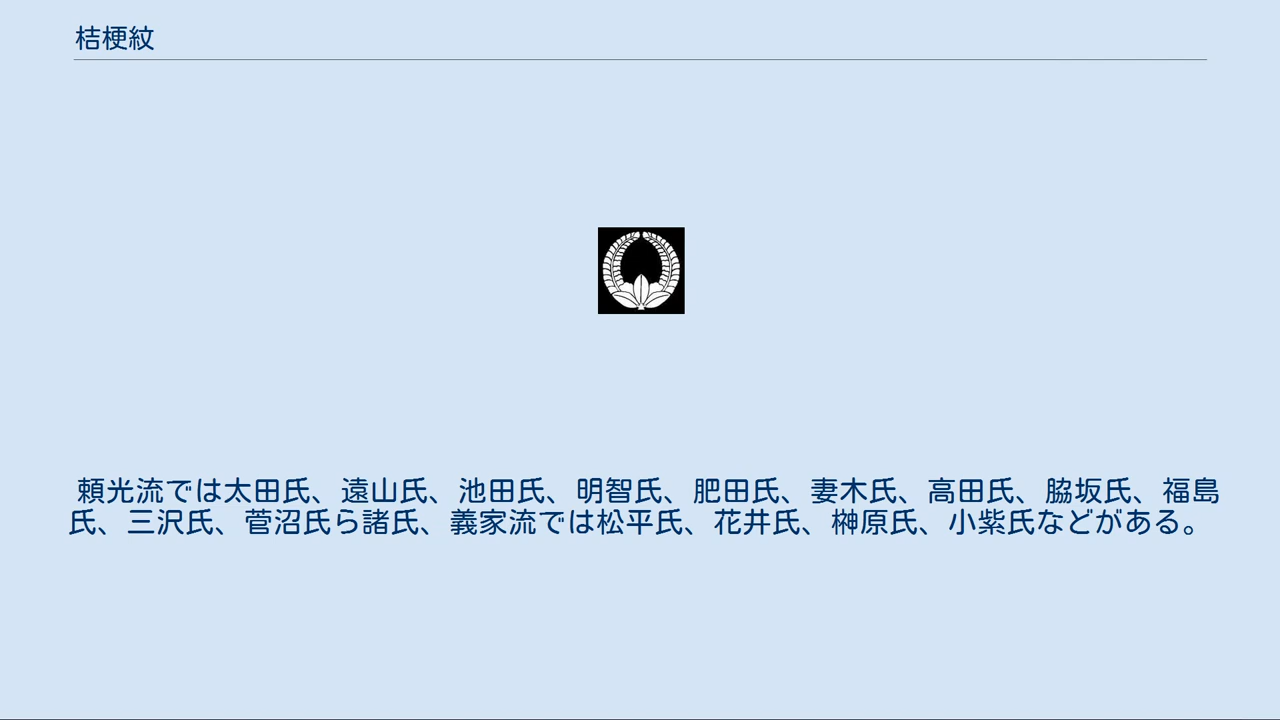 桔梗紋
頼光流では太田氏、遠山氏、池田氏、明智氏、肥田氏、妻木氏、高田氏、脇坂氏、福島
氏、三沢氏、菅沼氏ら諸氏、義家流では松平氏、花井氏、榊原氏、小紫氏などがある。